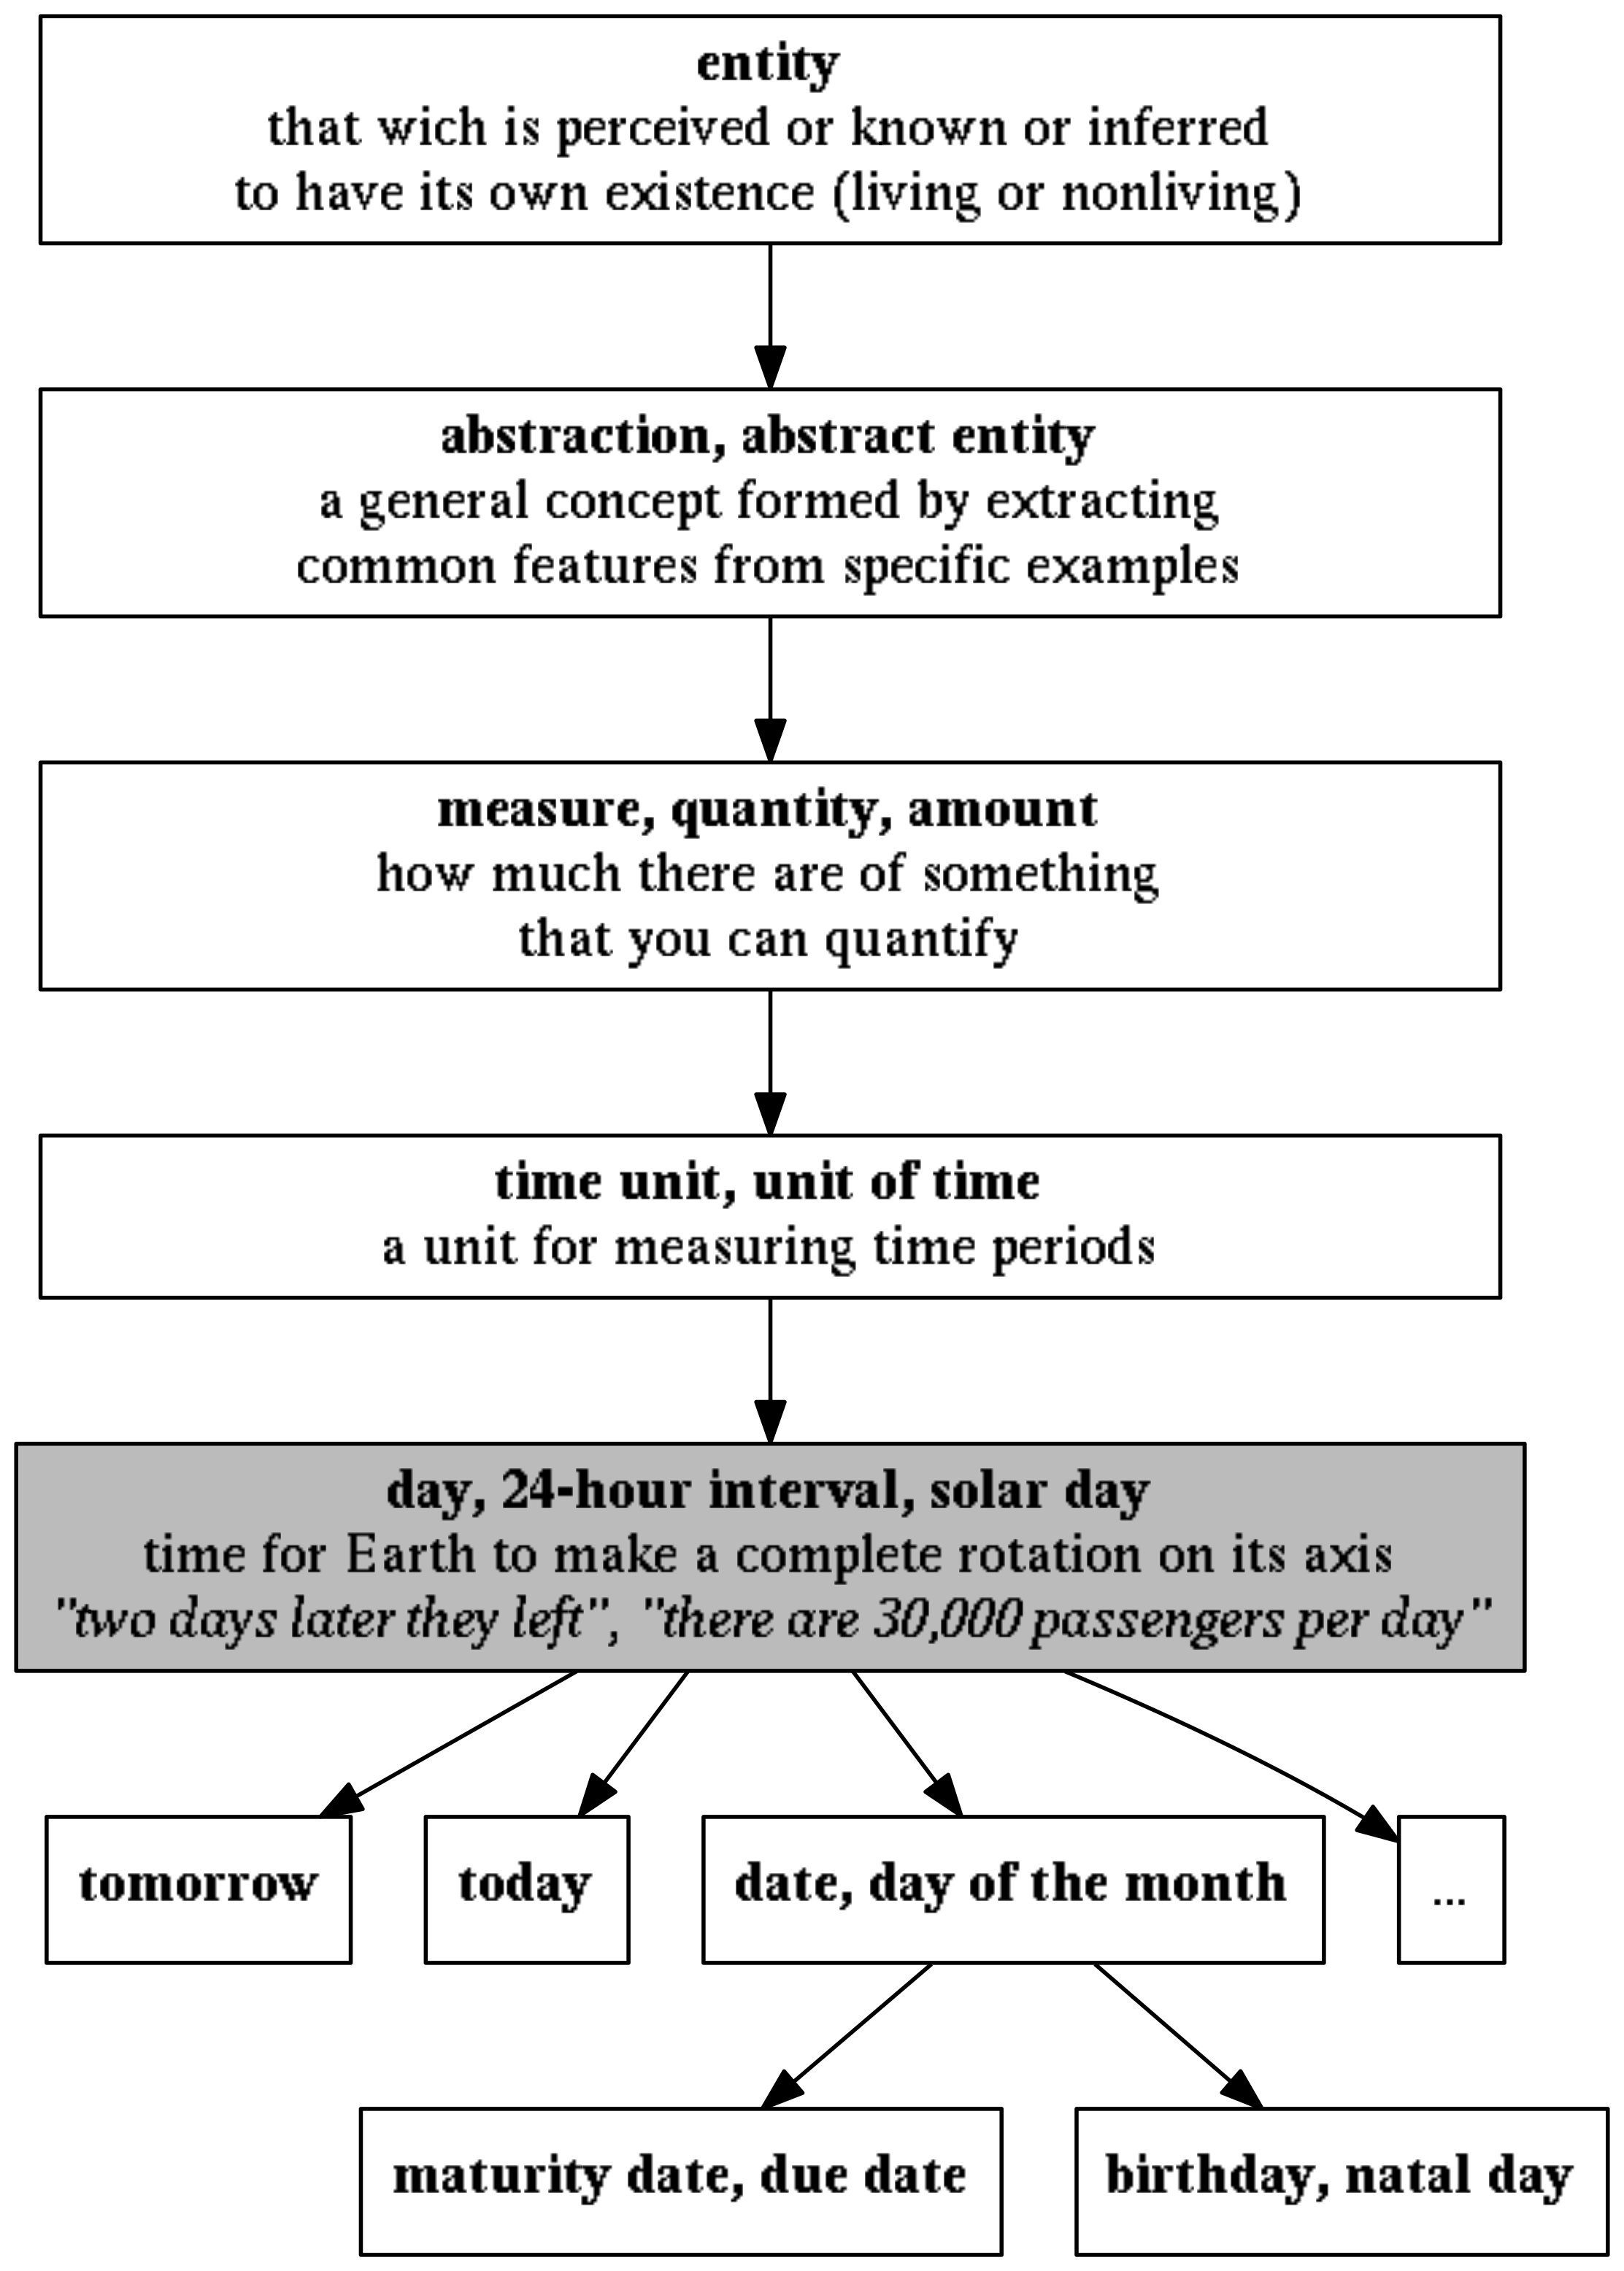 entity
that wich is perceived or known or inferred
to have its own existence (living or nonliving)
abstraction, abstract entity
a general concept formed by extracting
common features from specific examples
measure, quantity, amount
how much there are of something
that you can quantify
time unit, unit of time
a unit for measuring time periods
day, 24-hour interval, solar day
time for Earth to make a complete rotation on its axis
"two days later they left", "there are 30,000 passengers per day"
tomorrow
today
date, day of the month
...
maturity date, due date
birthday, natal day